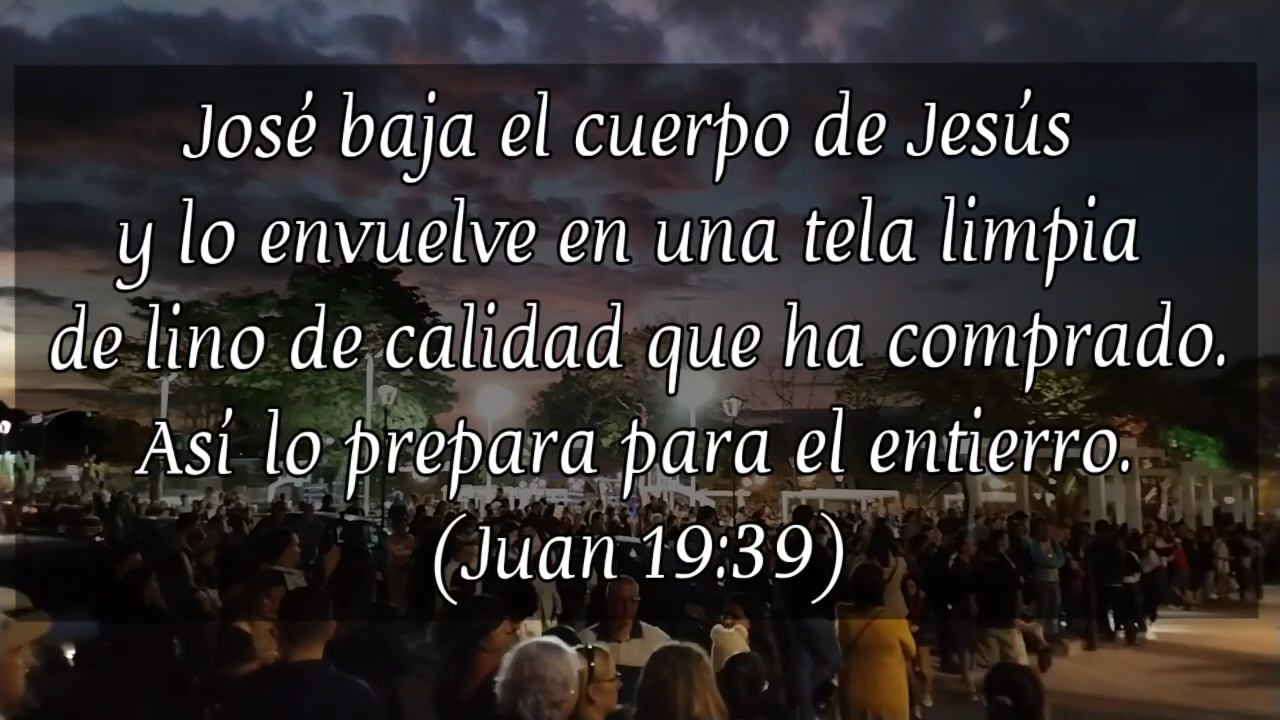 José baja el cuerpo de Jesús
y lo envuelve en una tela limpia
de lino de calidad que ha comprado.
Así lo prepara para el entierro.
(Juan 19:39)